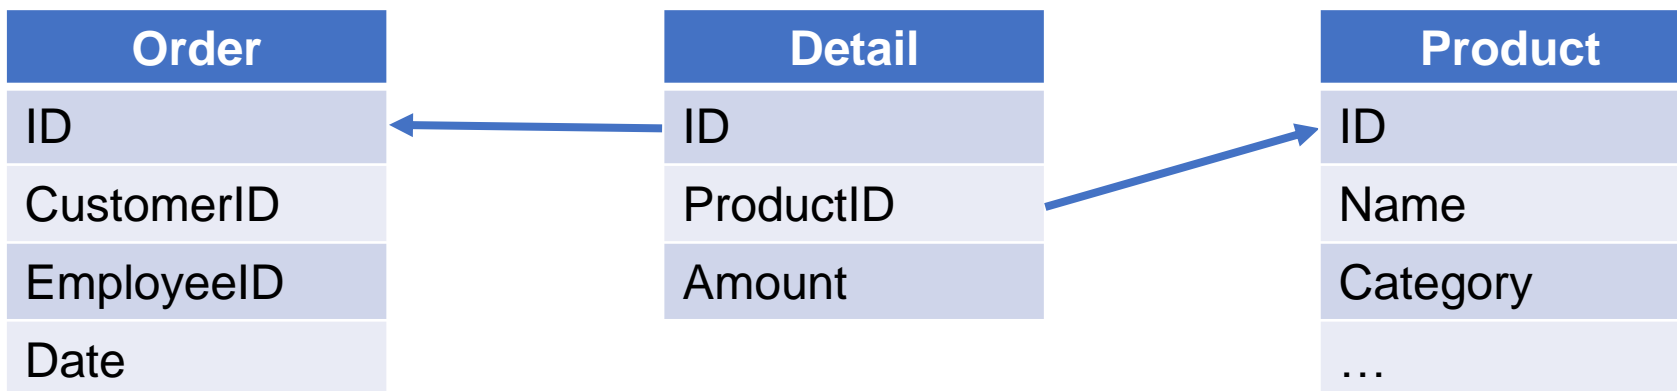 Order
ID
CustomerID
EmployeeID
Date
Detail
ID
ProductID
Amount
Product
ID
Name
Category
…